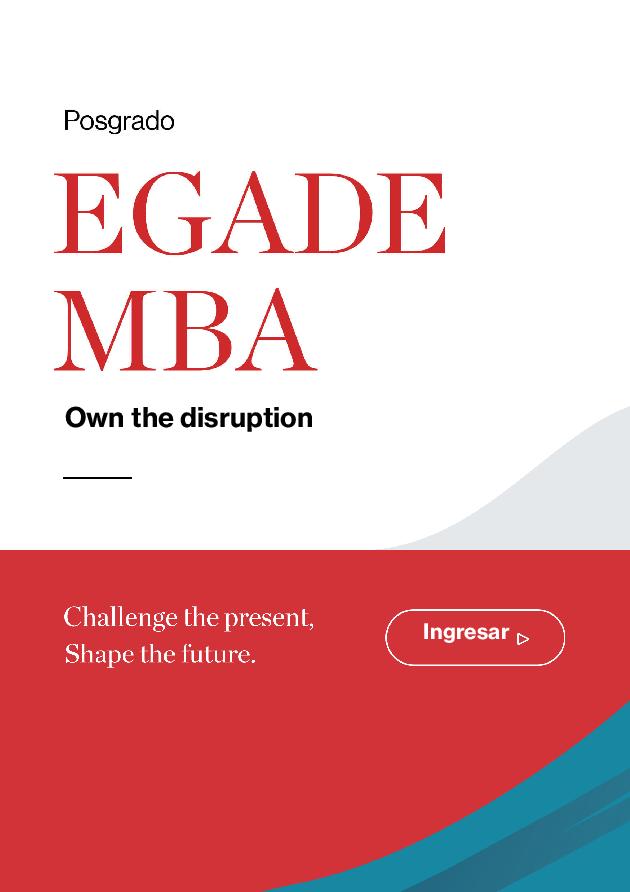 Posgrado
EGADE
MBA
Own the disruption
Challenge the present,
Shape the future.
Ingresar